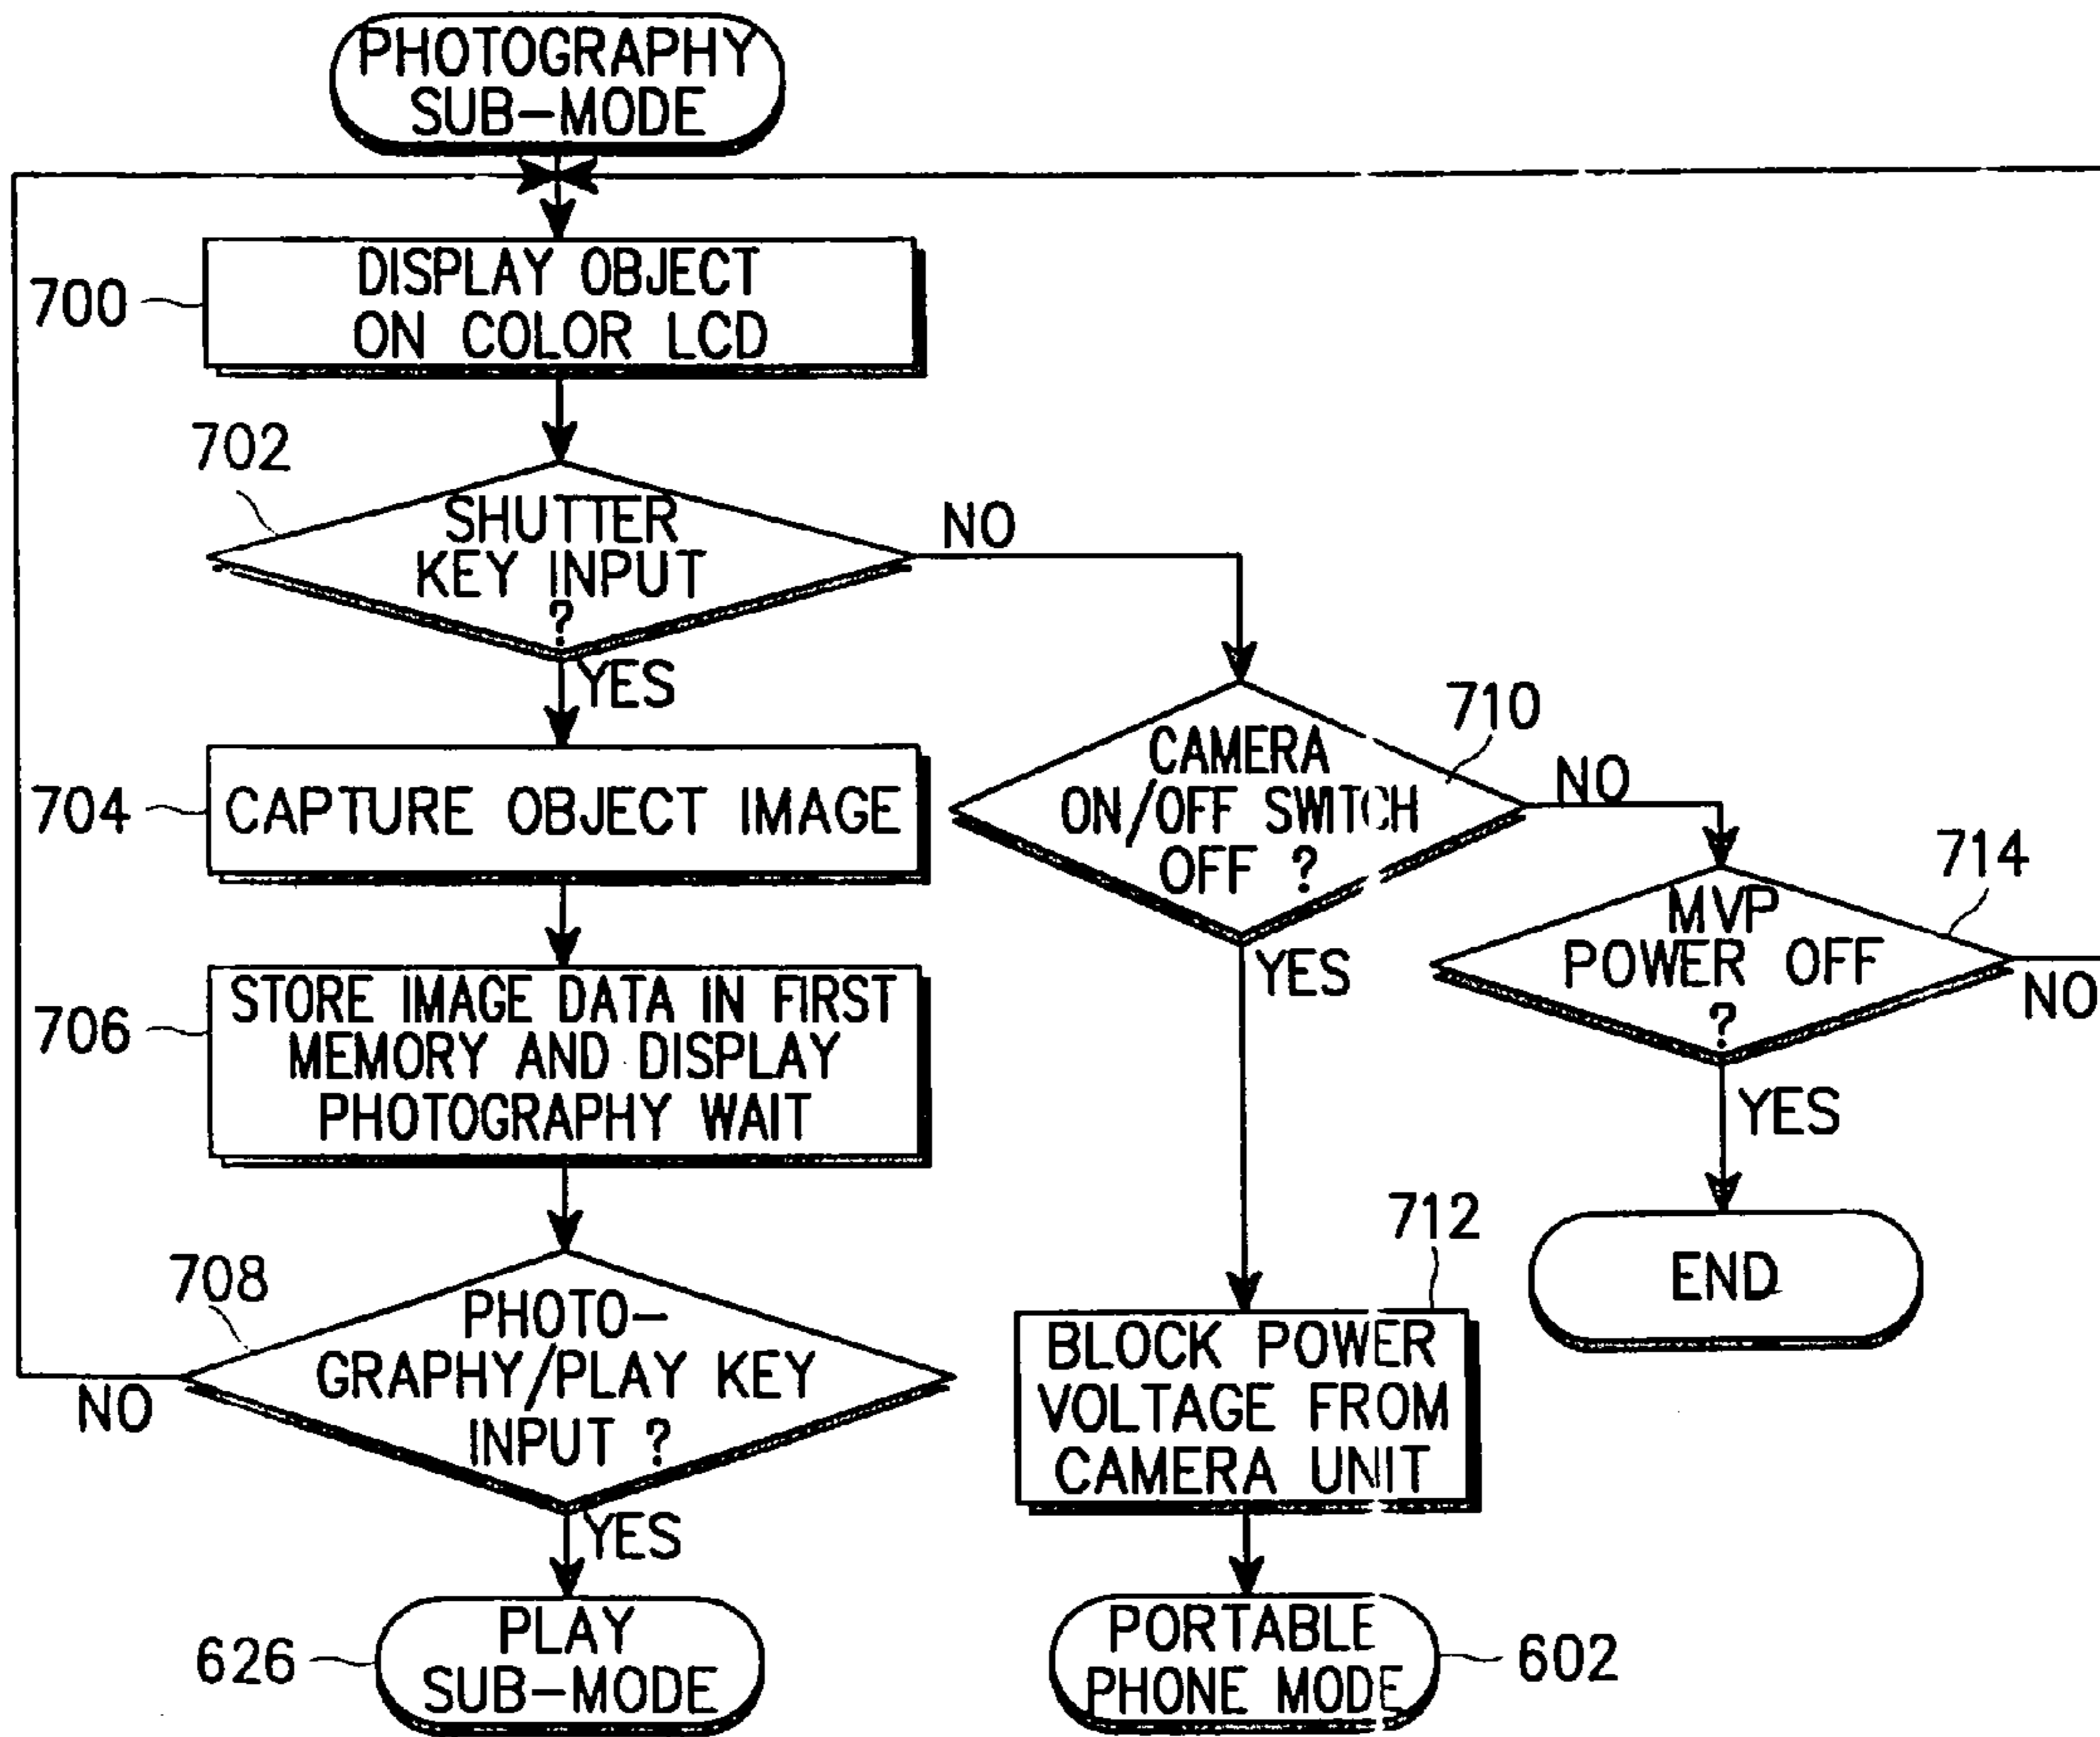 PHOTOGRAPHY
SUB-MODE
700
DISPLAY OBJECT
ON COLOR LCD
702
SHUTTER
KEY INPUT
?
NO
YES
704
CAPTURE OBJECT IMAGE
706
STORE IMAGE DATA IN FIRST
MEMORY AND DISPLAY
PHOTOGRAPHY WAIT
708
PHOTO-
GRAPHY/PLAY KEY
INPUT ?
NO
YES
626
PLAY
SUB-MODE
710
CAMERA
ON/OFF SWITCH
OFF ?
NO
YES
712
BLOCK POWER
VOLTAGE FROM
CAMERA UNIT
PORTABLE
PHONE MODE
602
714
MVP
POWER OFF
?
NO
YES
END